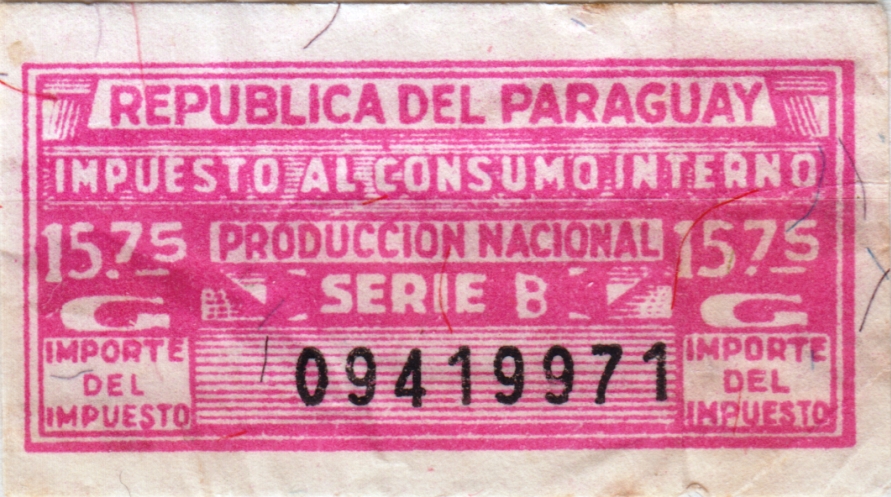 REPUBLICA DEL PARAGUAY
IMPUESTO AL CONSUMO INTERNO
15.75 PRODUCCION NACIONAL 15.75
G SERIE B G
IMPORTE DEL IMPUESTO
09419971
IMPORTE DEL IMPUESTO